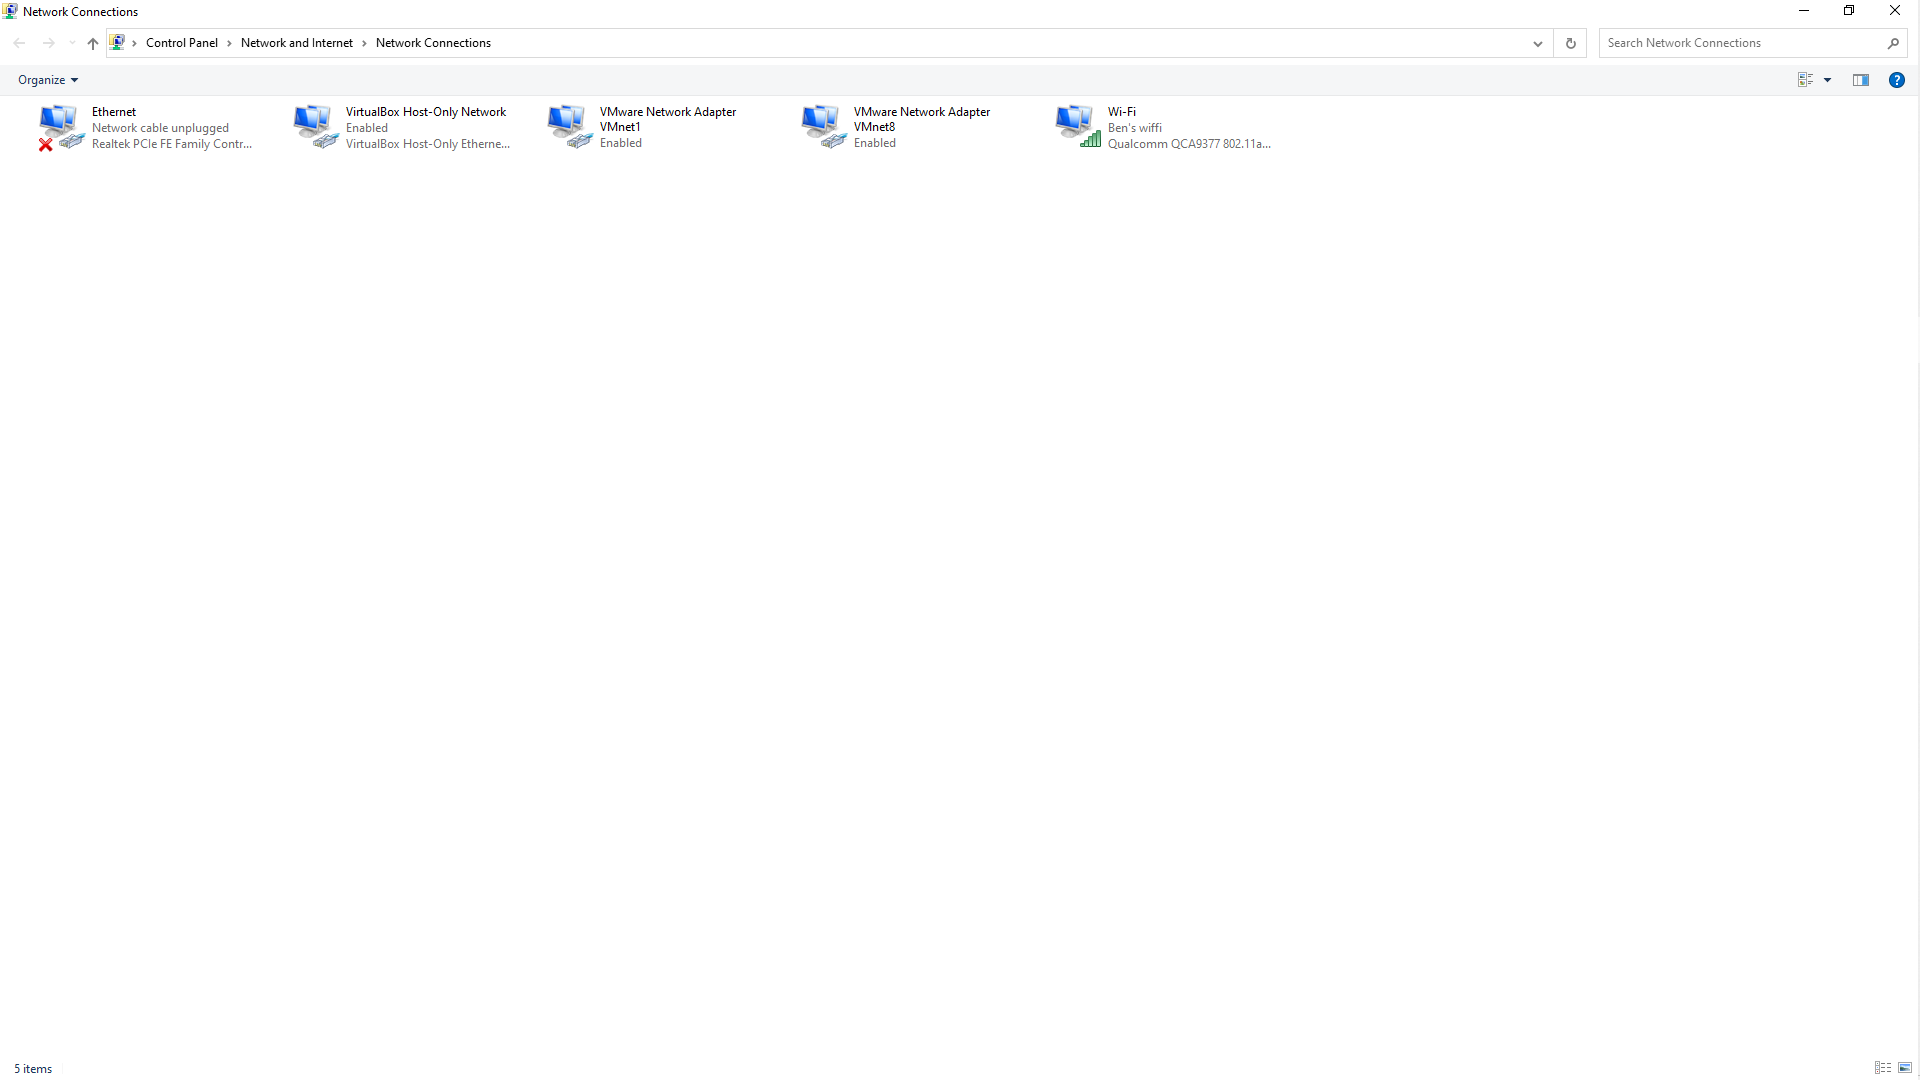 Network Connections
Control Panel
Network and Internet
Network Connections
Search Network Connections
Organize
Ethernet
Network cable unplugged
Realtek PCIe FE Family Contr...
VirtualBox Host-Only Network
Enabled
VirtualBox Host-Only Etherne...
VMware Network Adapter
VMnet1
Enabled
VMware Network Adapter
VMnet8
Enabled
Wi-Fi
Ben's wiffi
Qualcomm QCA9377 802.11a...
5 items